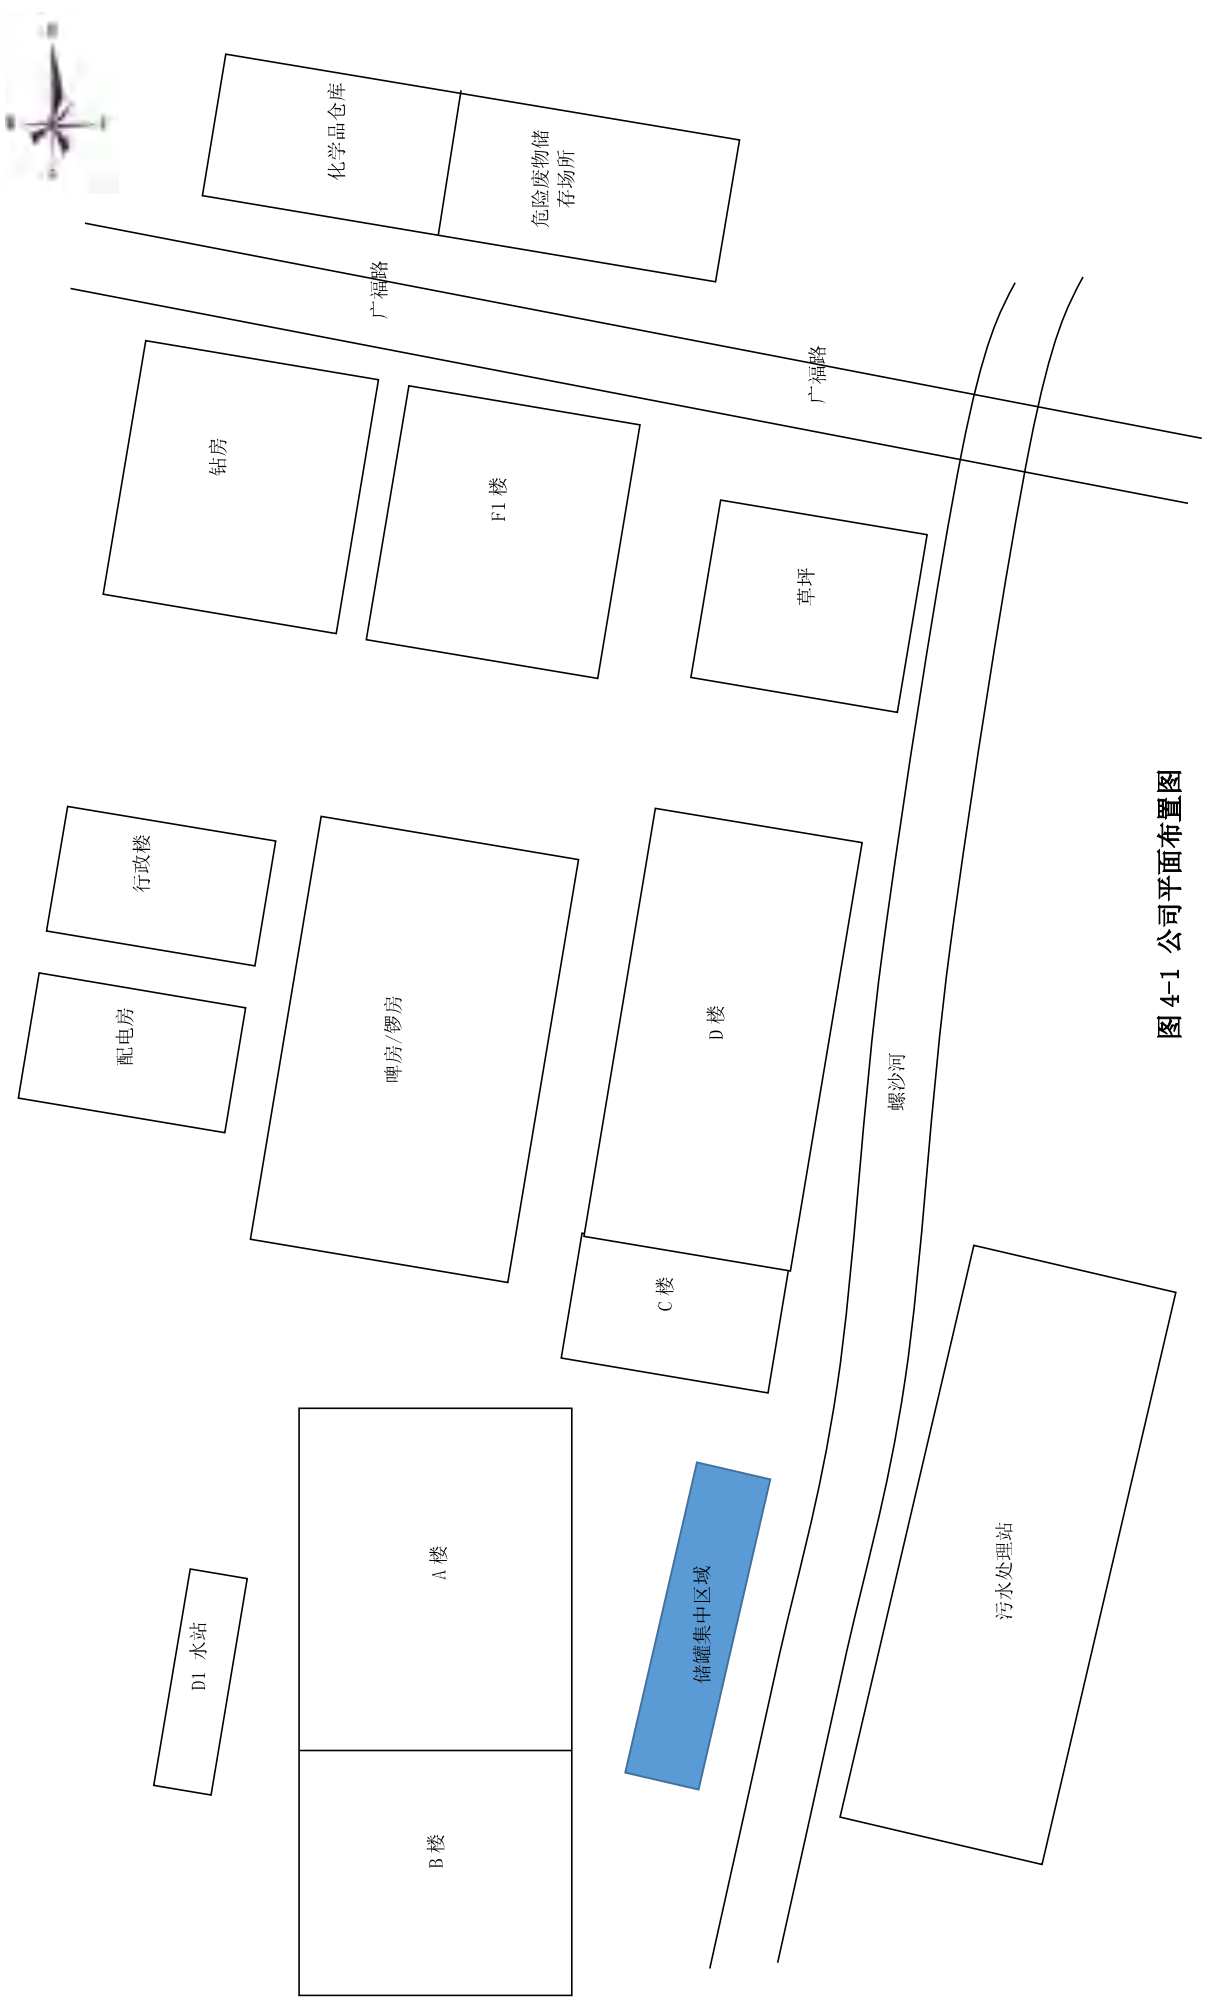 化学品仓库
危险废物储
存场所
广福路
广福路
钻房
F1 楼
草坪
行政楼
配电房
啤房/锣房
D 楼
螺沙河
C 楼
A 楼
D1 水站
储罐集中区域
污水处理站
B 楼
图 4-1 公司平面布置图